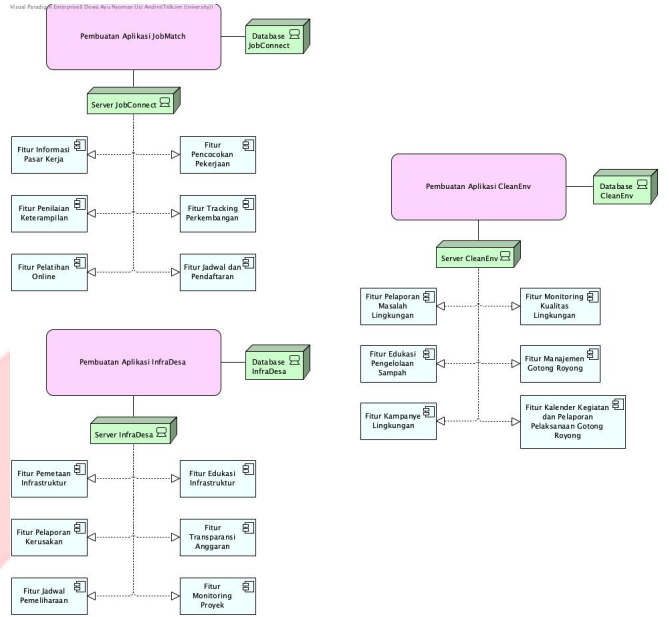 Visual Paradigm Enterprise(I Dewa Ayu Nyoman Usi Andini(Telkom University))
Pembuatan Aplikasi JobMatch
Database
JobConnect
Server JobConnect
Fitur Informasi
Pasar Kerja
Fitur
Pencocokan
Pekerjaan
Fitur Penilaian
Keterampilan
Fitur Tracking
Perkembangan
Fitur Pelatihan
Online
Fitur Jadwal dan
Pendaftaran
Pembuatan Aplikasi InfraDesa
Database
InfraDesa
Server InfraDesa
Fitur Pemetaan
Infrastruktur
Fitur Edukasi
Infrastruktur
Fitur Pelaporan
Kerusakan
Fitur
Transparansi
Anggaran
Fitur Jadwal
Pemeliharaan
Fitur
Monitoring
Proyek
Pembuatan Aplikasi CleanEnv
Database
CleanEnv
Server CleanEnv
Fitur Pelaporan
Masalah
Lingkungan
Fitur Monitoring
Kualitas
Lingkungan
Fitur Edukasi
Pengelolaan
Sampah
Fitur Manajemen
Gotong Royong
Fitur Kampanye
Lingkungan
Fitur Kalender Kegiatan
dan Pelaporan
Pelaksanaan Gotong
Royong